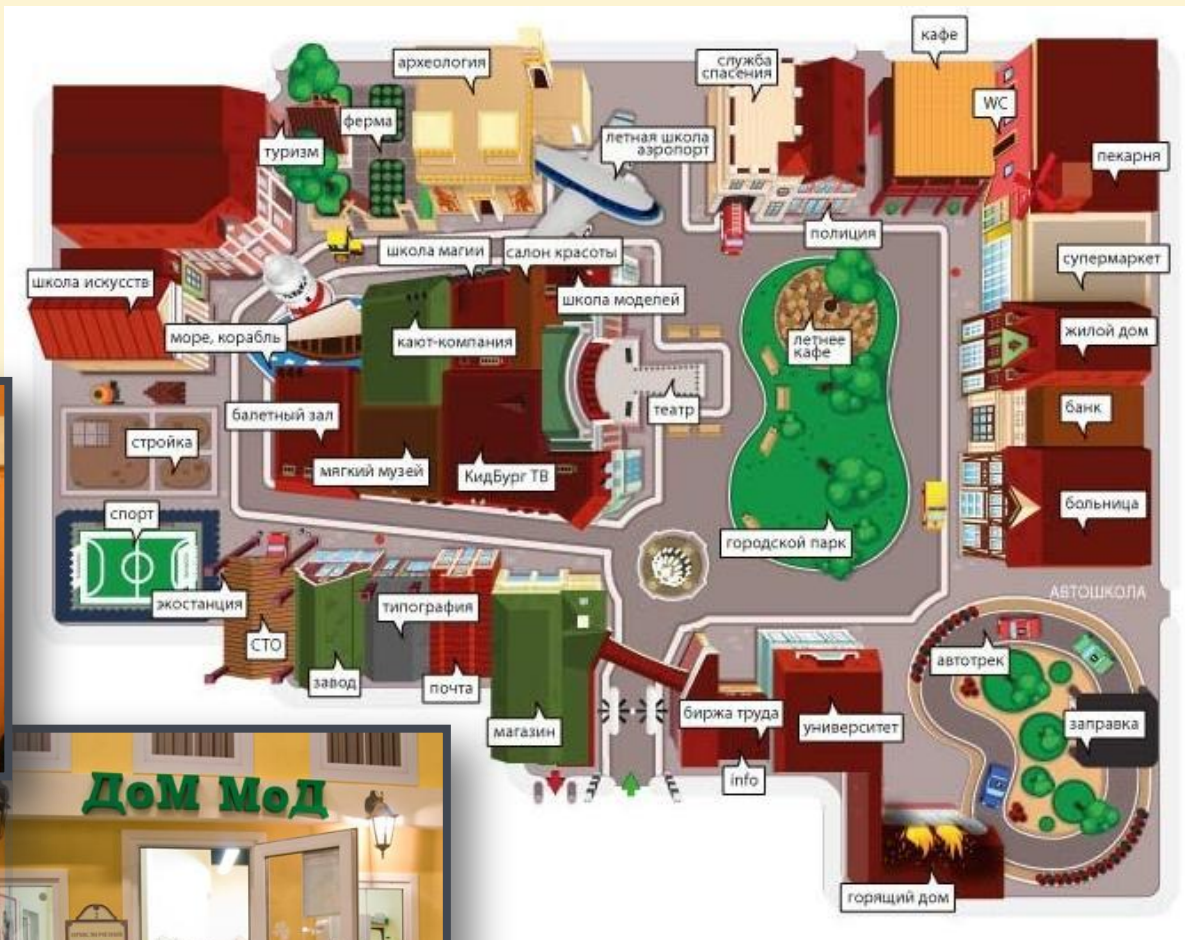 кафе
археология
служба
спасения
WC
ферма
летная школа
аэропорт
туризм
пекарня
полиция
школа магии
салон красоты
супермаркет
школа искусств
школа моделей
море, корабль
кают-компания
летнее
кафе
жилой дом
балетный зал
театр
банк
стройка
мягкий музей
КидБург ТВ
больница
спорт
городской парк
АВТОШКОЛА
экостанция
типография
СТО
автотрек
завод
почта
биржа труда
магазин
университет
заправка
info
ДоМ МоД
горящий дом